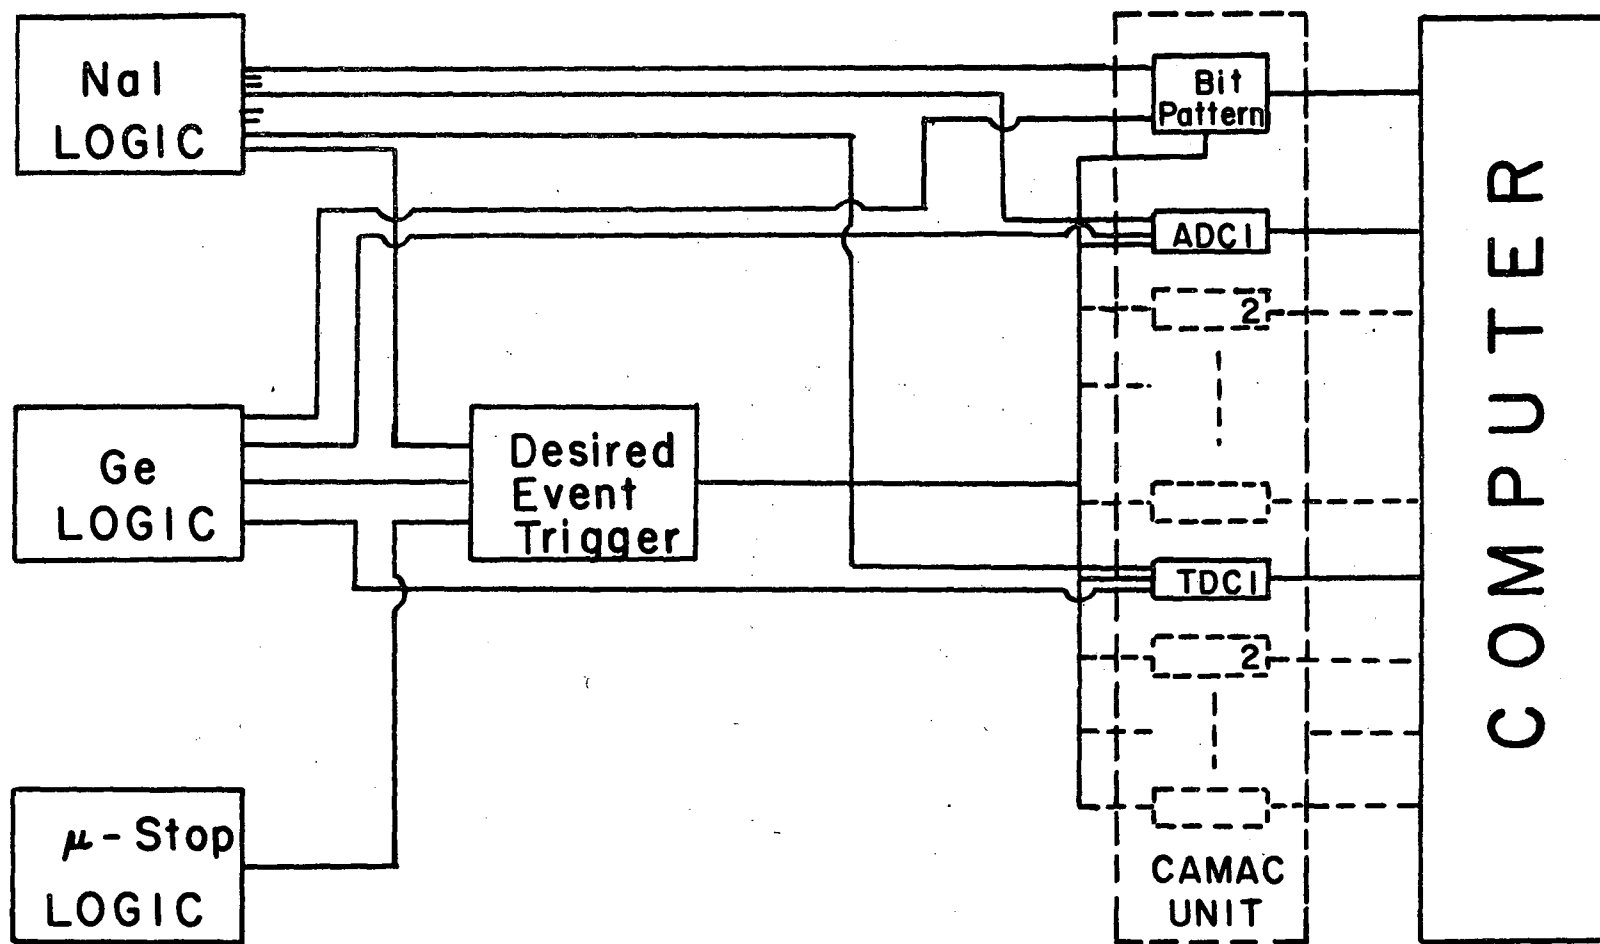 NaI
LOGIC
Ge
LOGIC
μ-Stop
LOGIC
Desired
Event
Trigger
Bit
Pattern
ADC1
2
TDC1
2
CAMAC
UNIT
COMPUTER